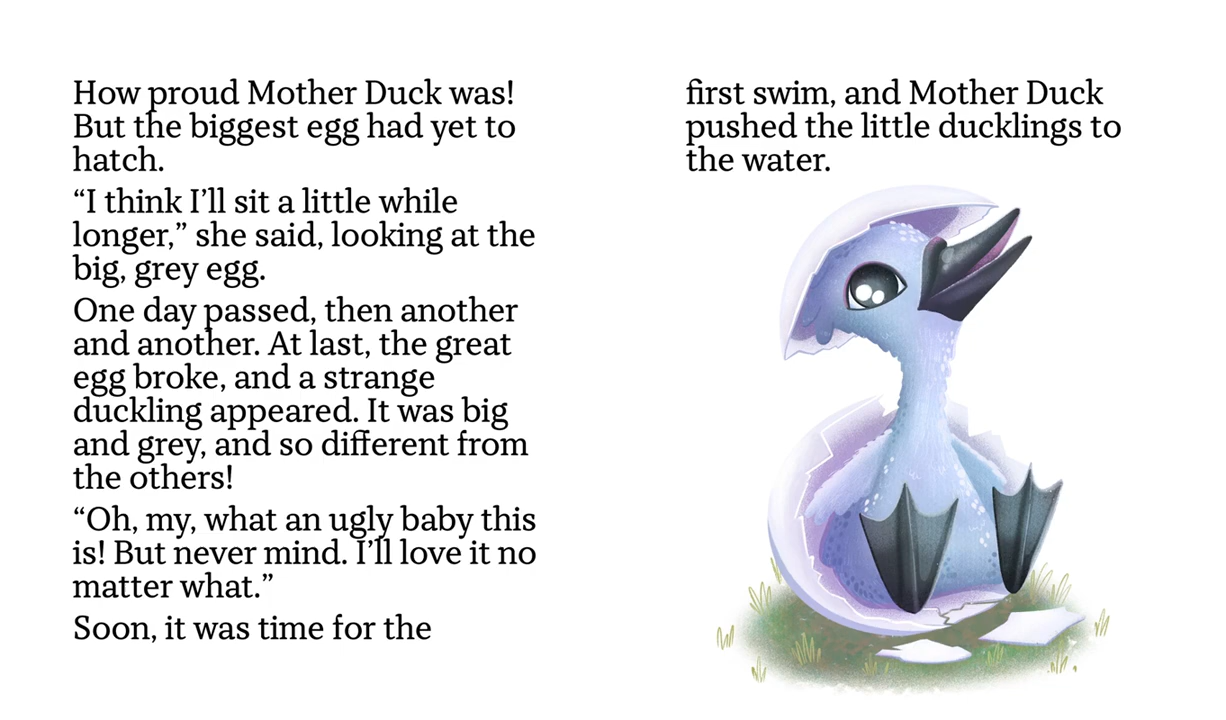 How proud Mother Duck was!
But the biggest egg had yet to
hatch.
“I think I’ll sit a little while
longer,” she said, looking at the
big, grey egg.
One day passed, then another
and another. At last, the great
egg broke, and a strange
duckling appeared. It was big
and grey, and so different from
the others!
“Oh, my, what an ugly baby this
is! But never mind. I’ll love it no
matter what.”
Soon, it was time for the
first swim, and Mother Duck
pushed the little ducklings to
the water.